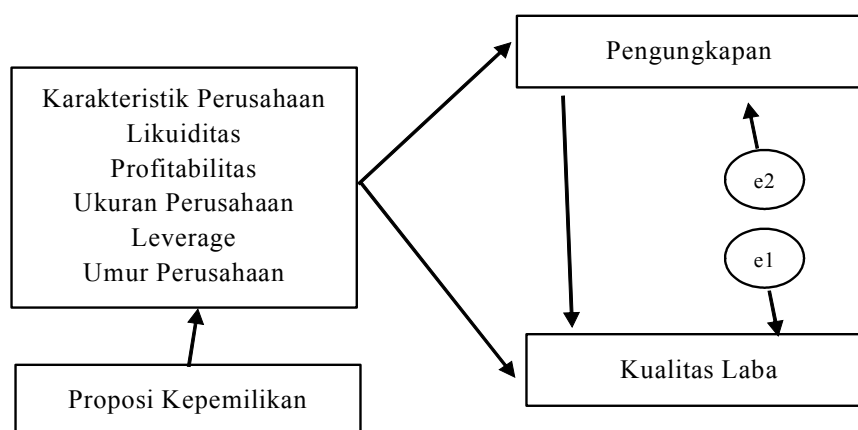 Karakteristik Perusahaan
Likuiditas
Profitabilitas
Ukuran Perusahaan
Leverage
Umur Perusahaan
Proposi Kepemilikan
Pengungkapan
e2
e1
Kualitas Laba